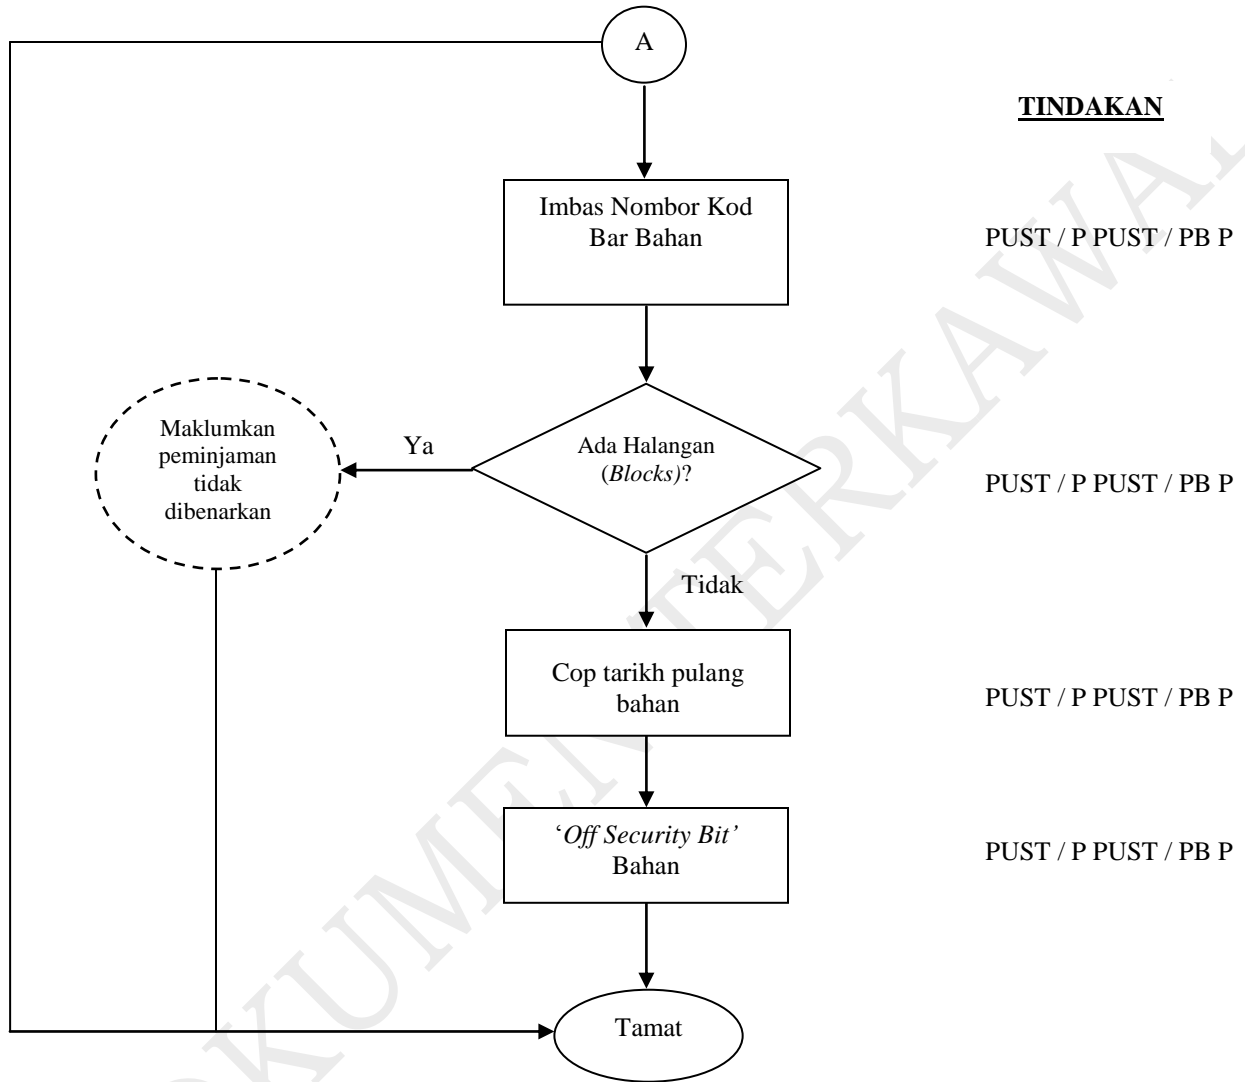 A
TINDAKAN
Imbas Nombor Kod
Bar Bahan
PUST / P PUST / PB P
Ada Halangan
(Blocks)?
Ya
Maklumkan
peminjaman
tidak
dibenarkan
PUST / P PUST / PB P
Tidak
Cop tarikh pulang
bahan
PUST / P PUST / PB P
‘Off Security Bit’
Bahan
PUST / P PUST / PB P
Tamat